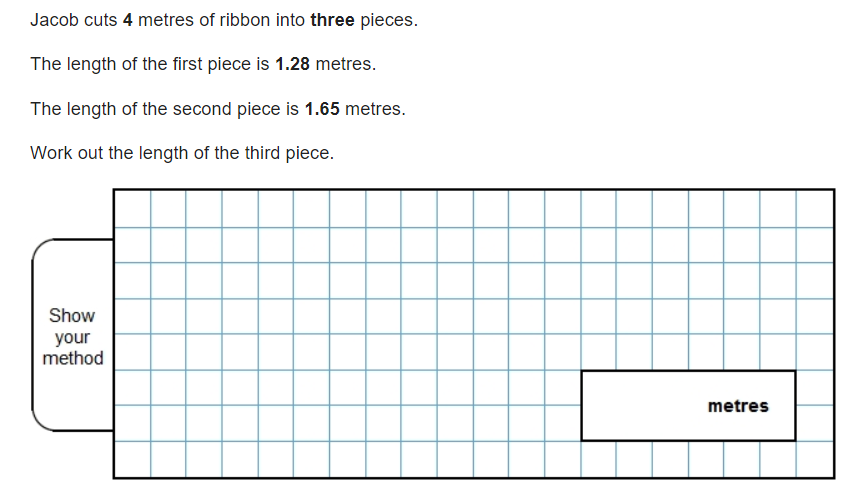 Jacob cuts 4 metres of ribbon into three pieces.
The length of the first piece is 1.28 metres.
The length of the second piece is 1.65 metres.
Work out the length of the third piece.
Show
your
method
metres